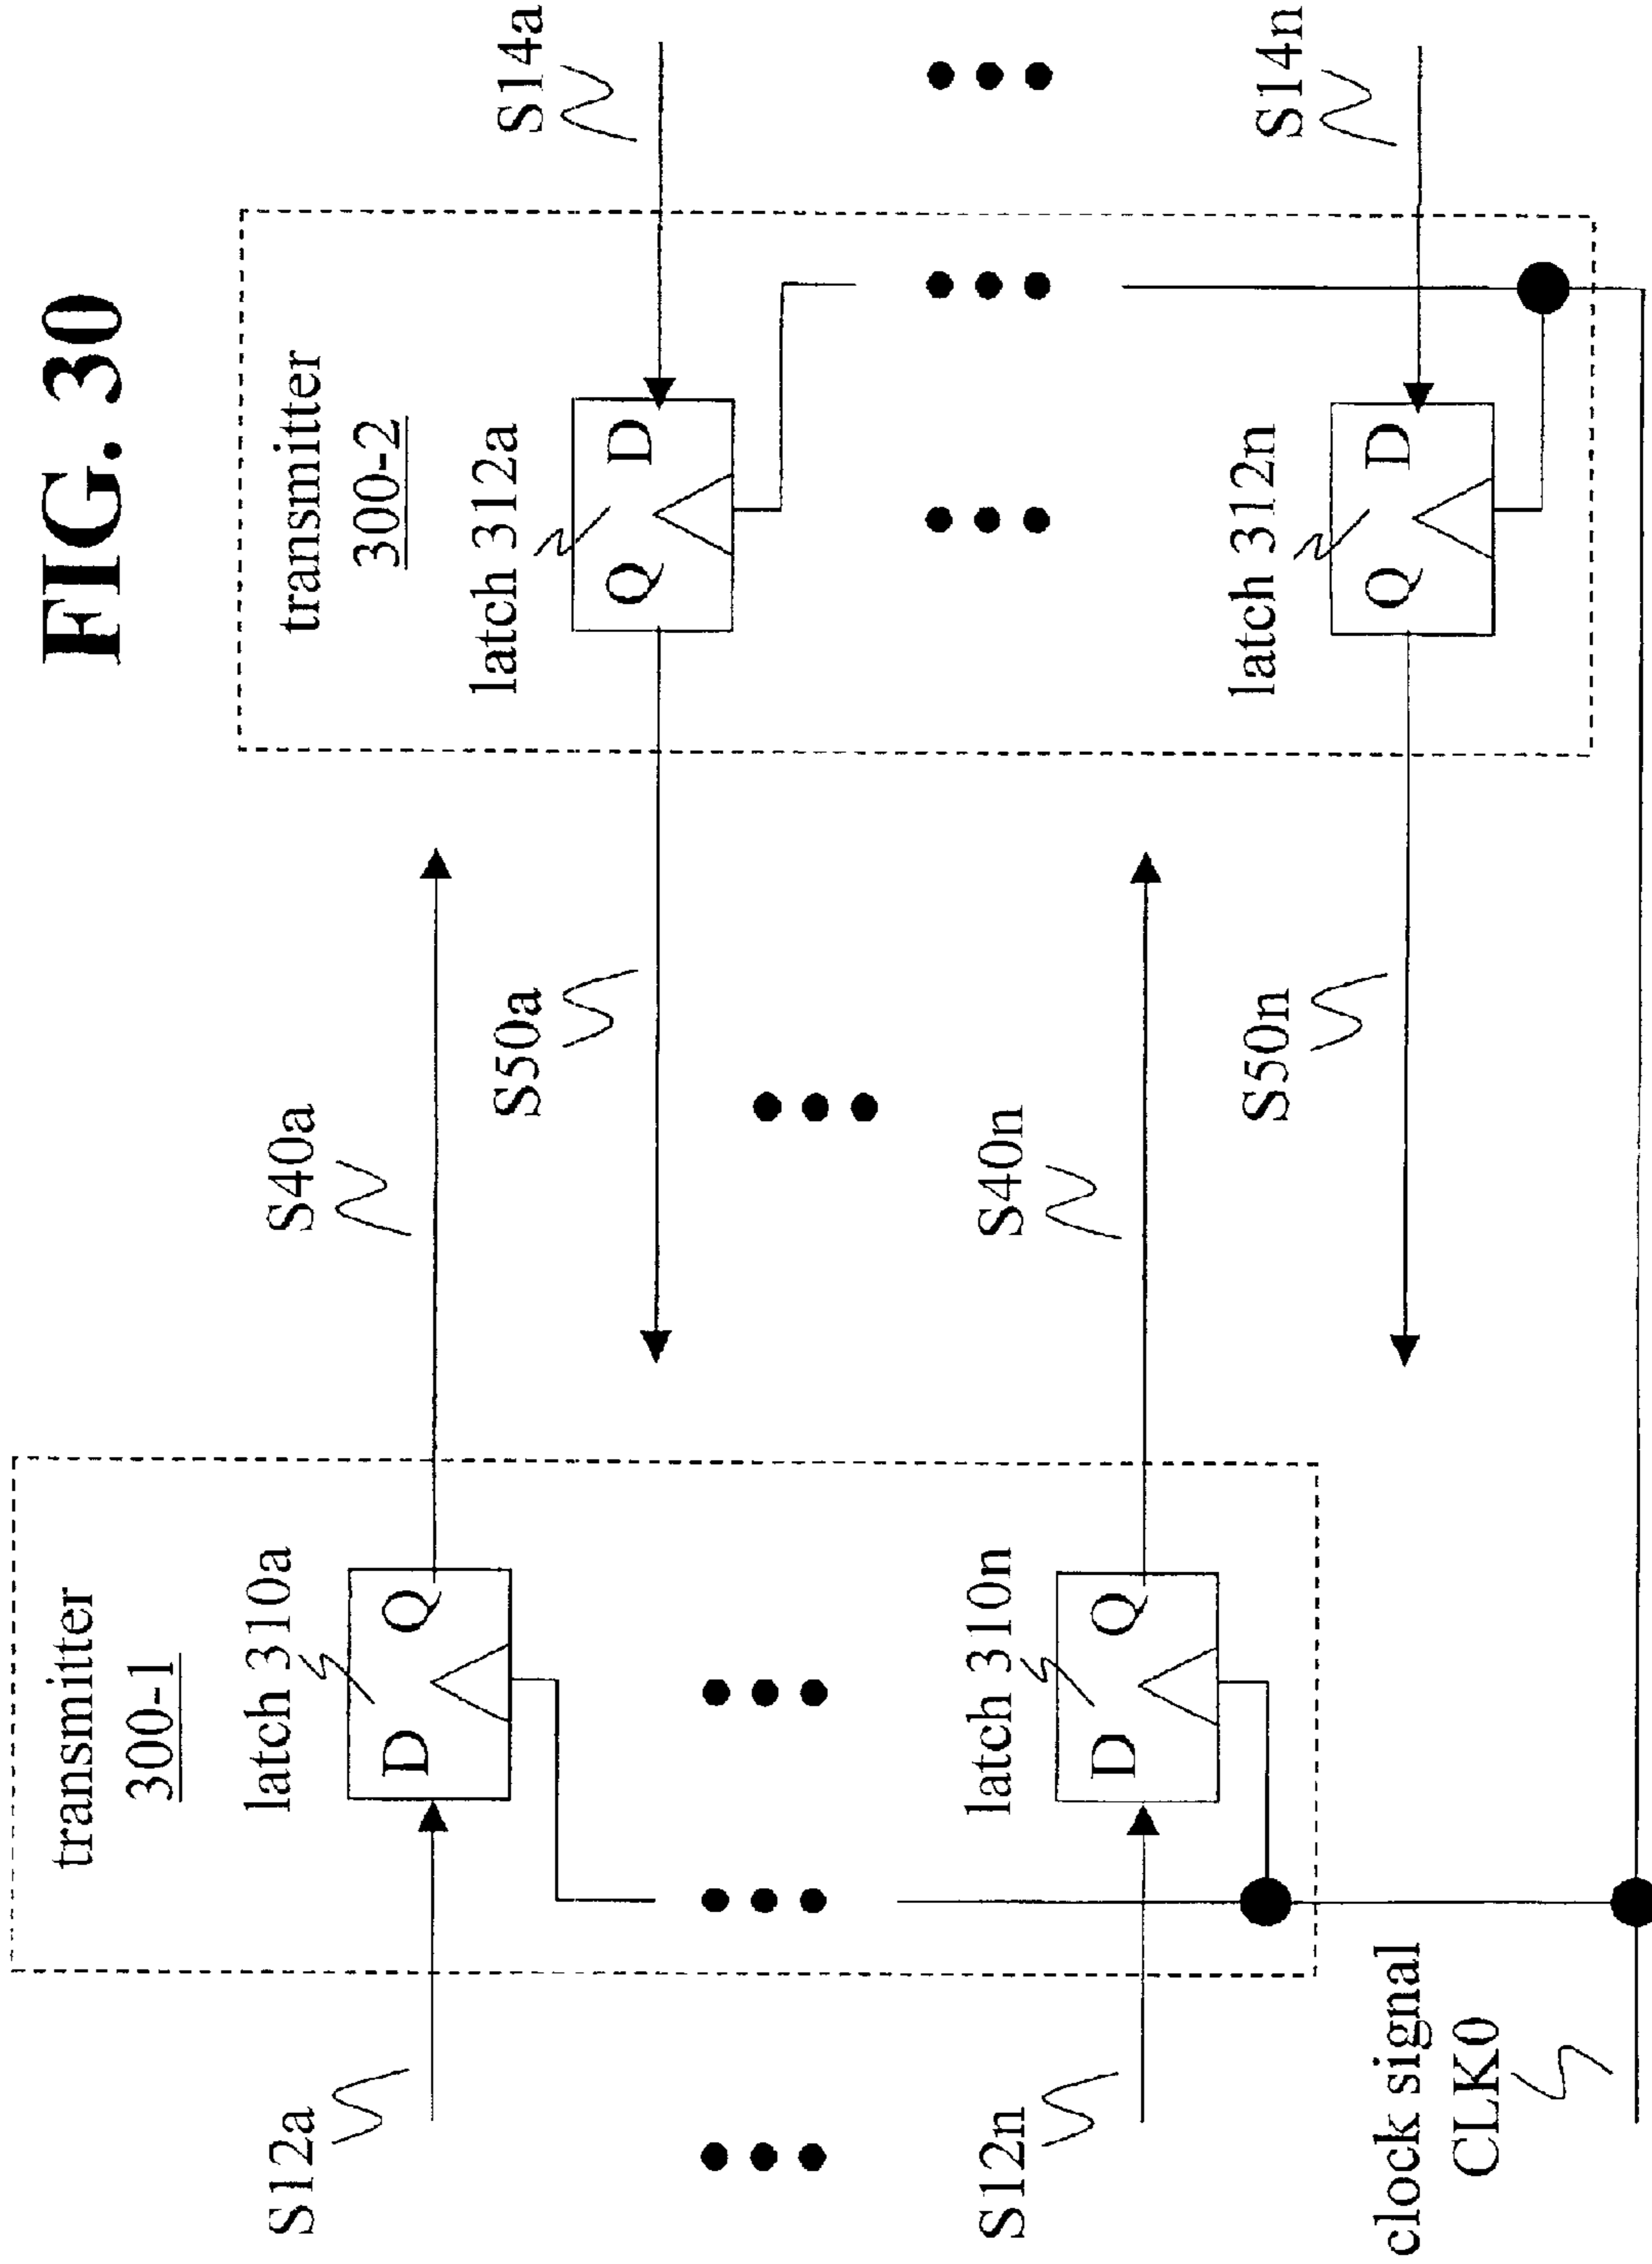 FIG. 30
transmitter
300-1
latch 310a
D
Q
S12a
S40a
latch 310n
D
Q
S12n
S40n
transmitter
300-2
latch 312a
Q
D
S50a
S14a
latch 312n
Q
D
S50n
S14n
clock signal
CLK0